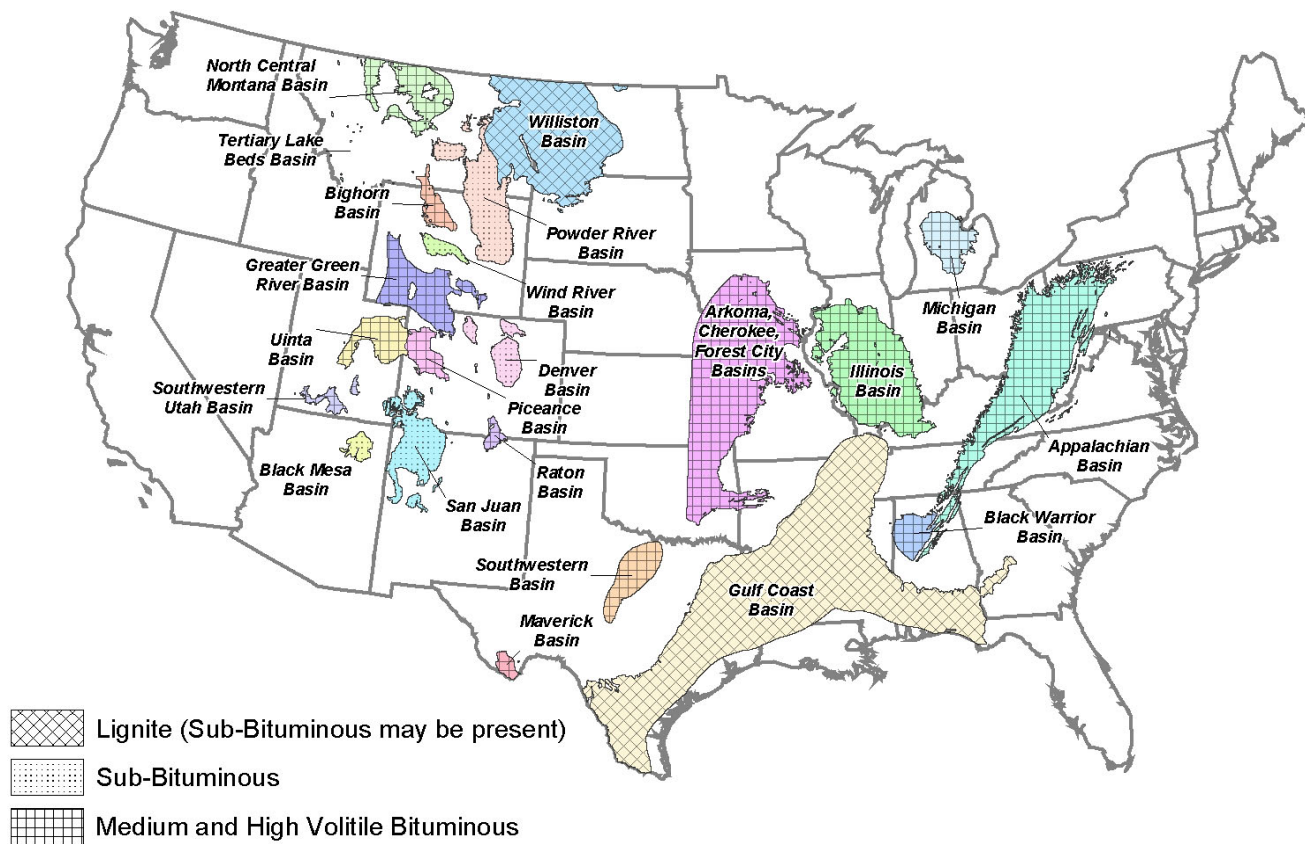 North Central
Montana Basin
Williston
Basin
Tertiary Lake
Beds Basin
Bighorn
Basin
Powder River
Basin
Greater Green
River Basin
Wind River
Basin
Michigan
Basin
Arkoma,
Cherokee,
Forest City
Basins
Uinta
Basin
Denver
Basin
Illinois
Basin
Southwestern
Utah Basin
Piceance
Basin
Appalachian
Basin
Black Mesa
Basin
Raton
Basin
San Juan
Basin
Black Warrior
Basin
Southwestern
Basin
Gulf Coast
Basin
Maverick
Basin
Lignite (Sub-Bituminous may be present)
Sub-Bituminous
Medium and High Volitile Bituminous